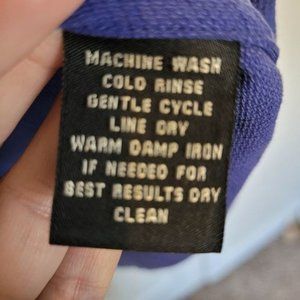 MACHINE WASH
COLD RINSE
GENTLE CYCLE
LINE DRY
WARM DAMP IRON
IF NEEDED FOR
BEST RESULTS DRY
CLEAN